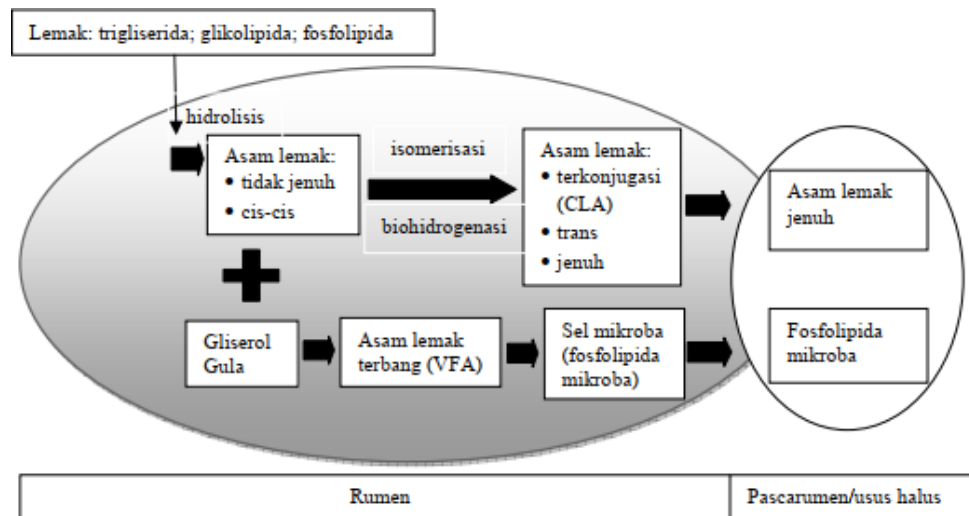 Lemak: trigliserida; glikolipida; fosfolipida
hidrolisis
Asam lemak:
• tidak jenuh
• cis-cis
isomerisasi
biohidrogenasi
Asam lemak:
• terkonjugasi
(CLA)
• trans
• jenuh
Asam lemak
jenuh
Gliserol
Gula
Asam lemak
terbang (VFA)
Sel mikroba
(fosfolipida
mikroba)
Fosfolipida
mikroba
Rumen
Pascarumen/usus halus